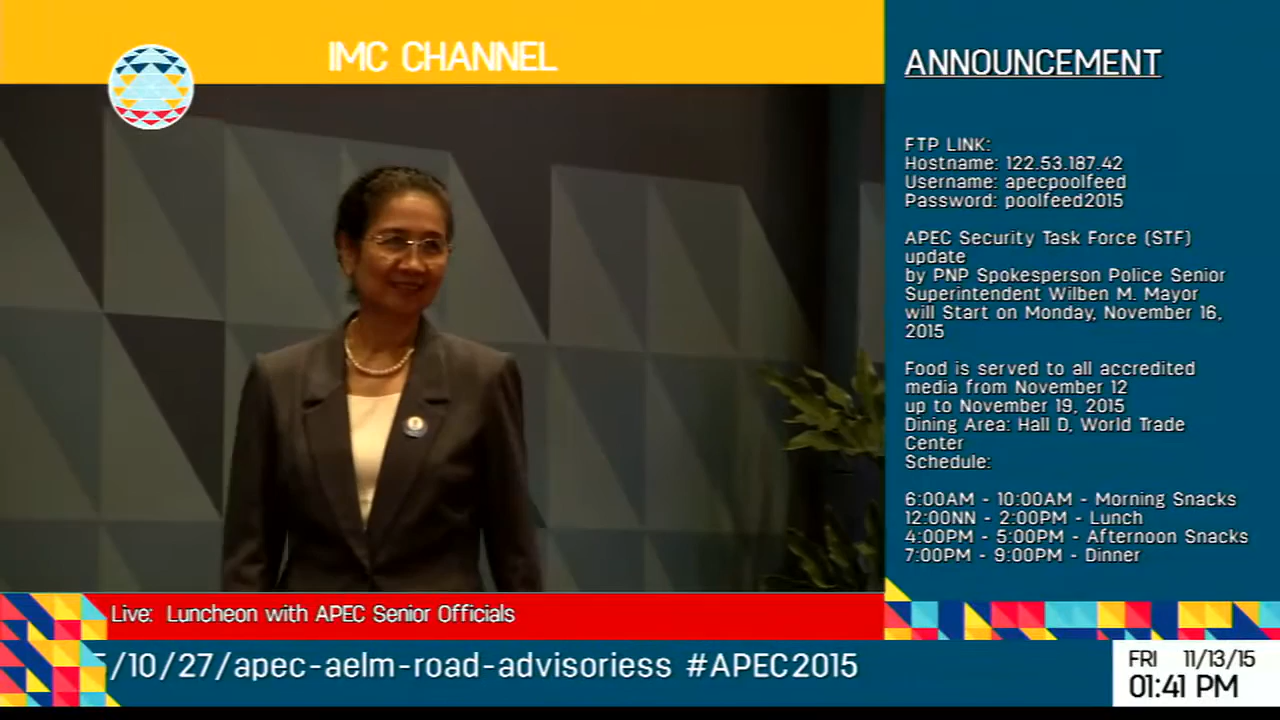 IMC CHANNEL
ANNOUNCEMENT
FTP LINK:
Hostname: 122.53.187.42
Username: apecpoolfeed
Password: poolfeed2015
APEC Security Task Force (STF)
update
by PNP Spokesperson Police Senior
Superintendent Wilben M. Mayor
will Start on Monday, November 16,
2015
Food is served to all accredited
media from November 12
up to November 19, 2015
Dining Area: Hall D, World Trade
Center
Schedule:
6:00AM - 10:00AM - Morning Snacks
12:00NN - 2:00PM - Lunch
4:00PM - 5:00PM - Afternoon Snacks
7:00PM - 9:00PM - Dinner
Live: Luncheon with APEC Senior Officials
/10/27/apec-aelm-road-advisoriess #APEC2015
FRI 11/13/15
01:41 PM